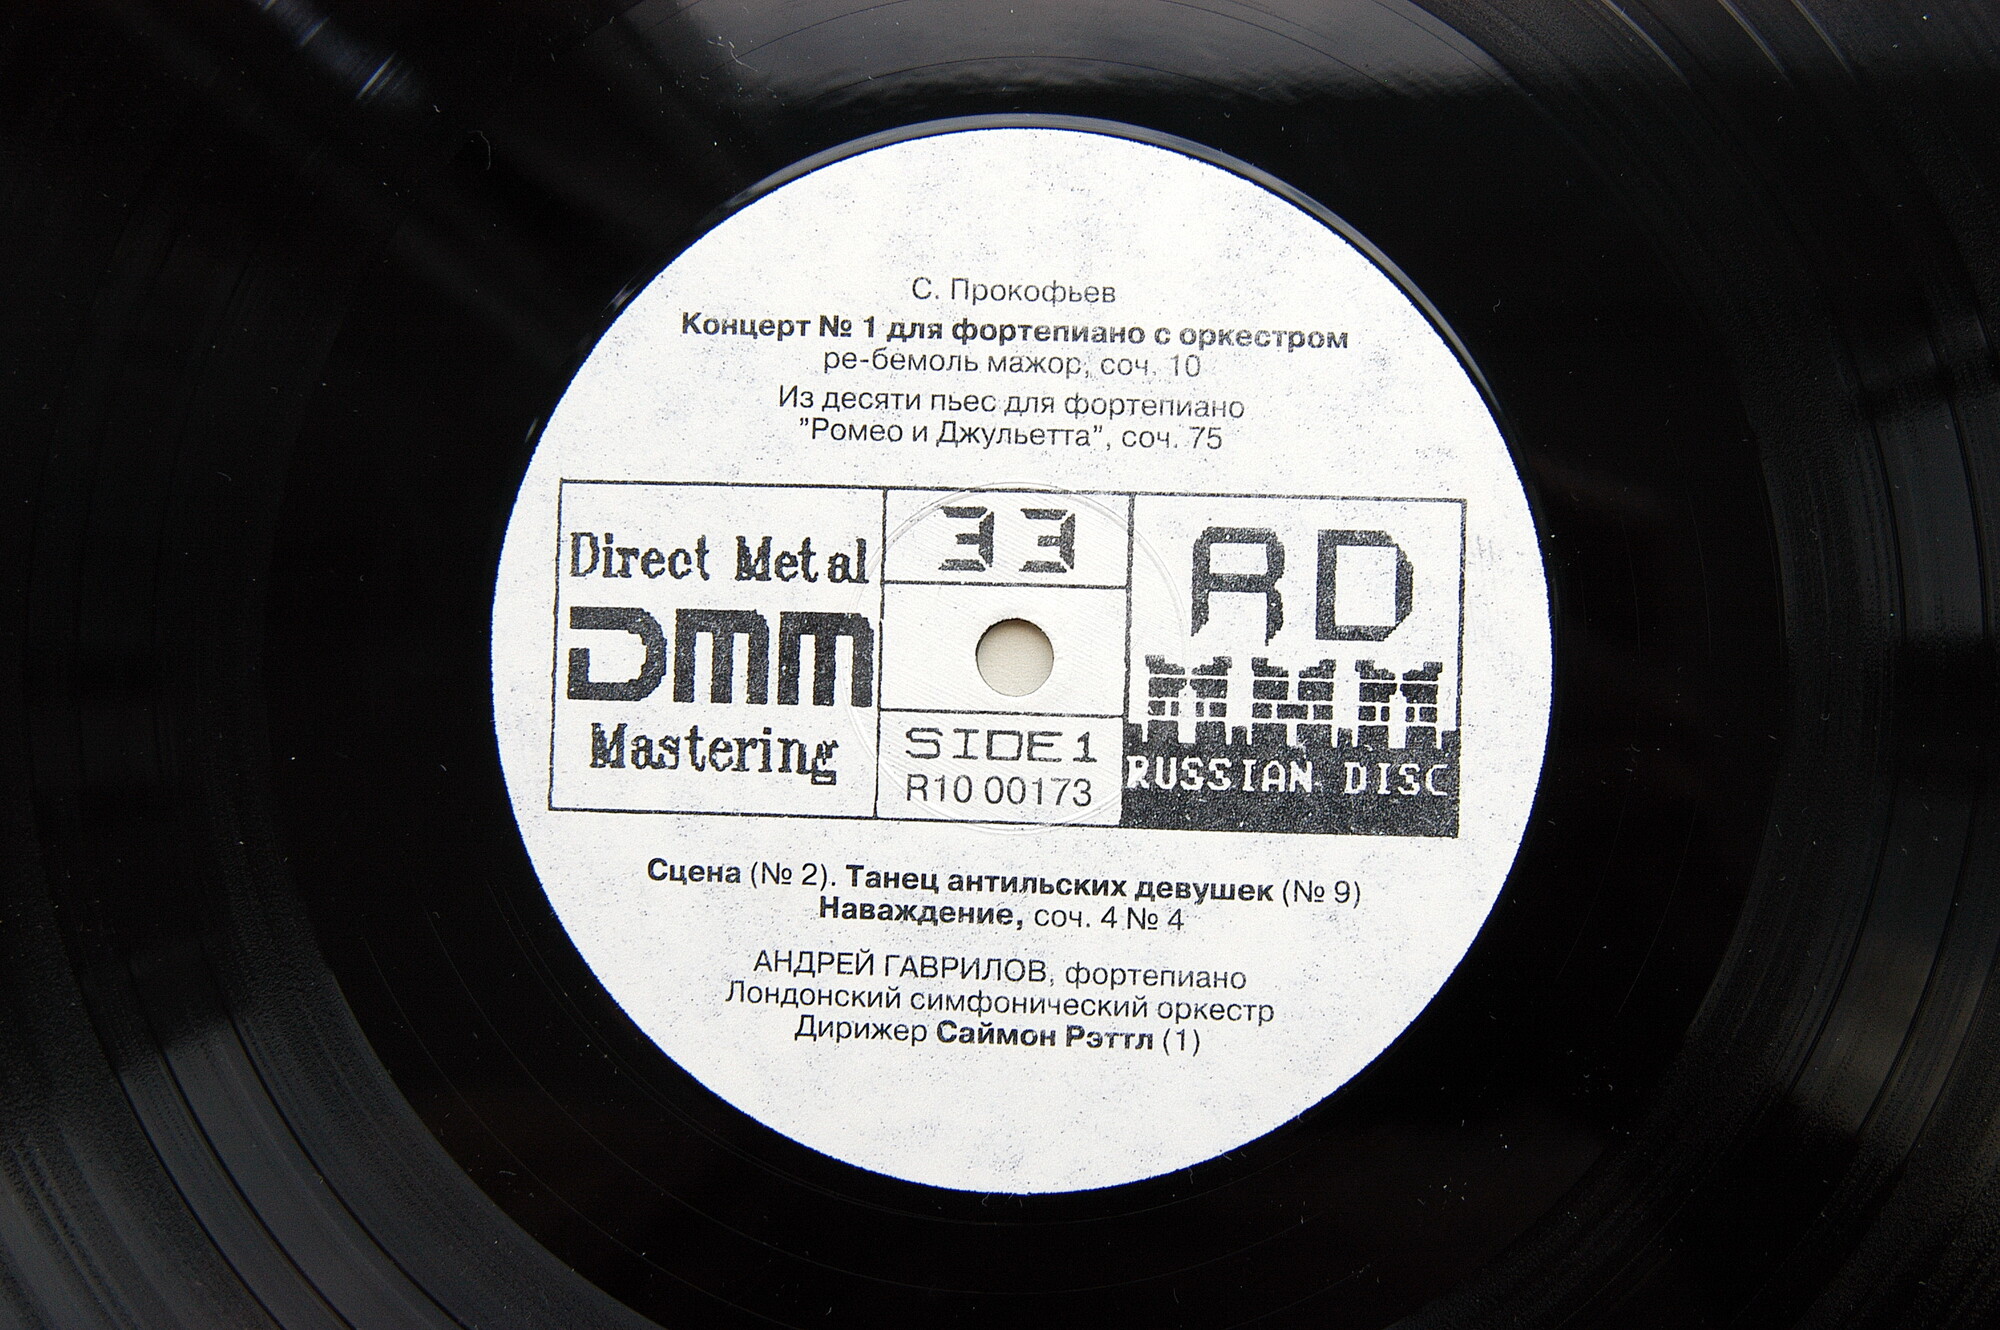 С. Прокофьев
Концерт № 1 для фортепиано с оркестром
ре-бемоль мажор, соч. 10
Из десяти пьес для фортепиано
”Ромео и Джульетта”, соч. 75
Direct Metal
DMM
Mastering
33
SIDE 1
R10 00173
RD
RUSSIAN DISC
Сцена (№ 2). Танец антильских девушек (№ 9)
Наваждение, соч. 4 № 4
АНДРЕЙ ГАВРИЛОВ, фортепиано
Лондонский симфонический оркестр
Дирижер Саймон Рэттл (1)